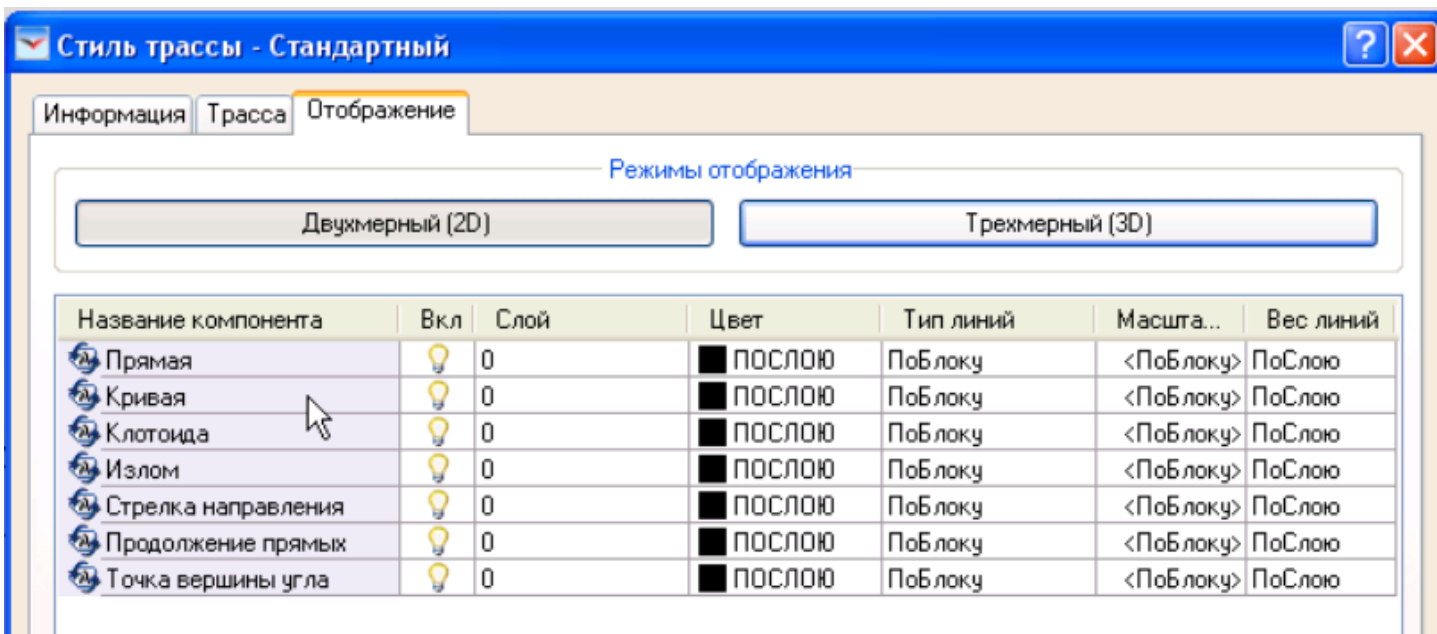 Стиль трассы - Стандартный
Информация Трасса Отображение
Режимы отображения
Двухмерный (2D) Трехмерный (3D)
Название компонента Вкл Слой Цвет Тип линий Масшта... Вес линий
Прямая 0 ПОСЛОЮ ПоБлоку <ПоБлоку> ПоСлою
Кривая 0 ПОСЛОЮ ПоБлоку <ПоБлоку> ПоСлою
Клотоида 0 ПОСЛОЮ ПоБлоку <ПоБлоку> ПоСлою
Излом 0 ПОСЛОЮ ПоБлоку <ПоБлоку> ПоСлою
Стрелка направления 0 ПОСЛОЮ ПоБлоку <ПоБлоку> ПоСлою
Продолжение прямых 0 ПОСЛОЮ ПоБлоку <ПоБлоку> ПоСлою
Точка вершины угла 0 ПОСЛОЮ ПоБлоку <ПоБлоку> ПоСлою